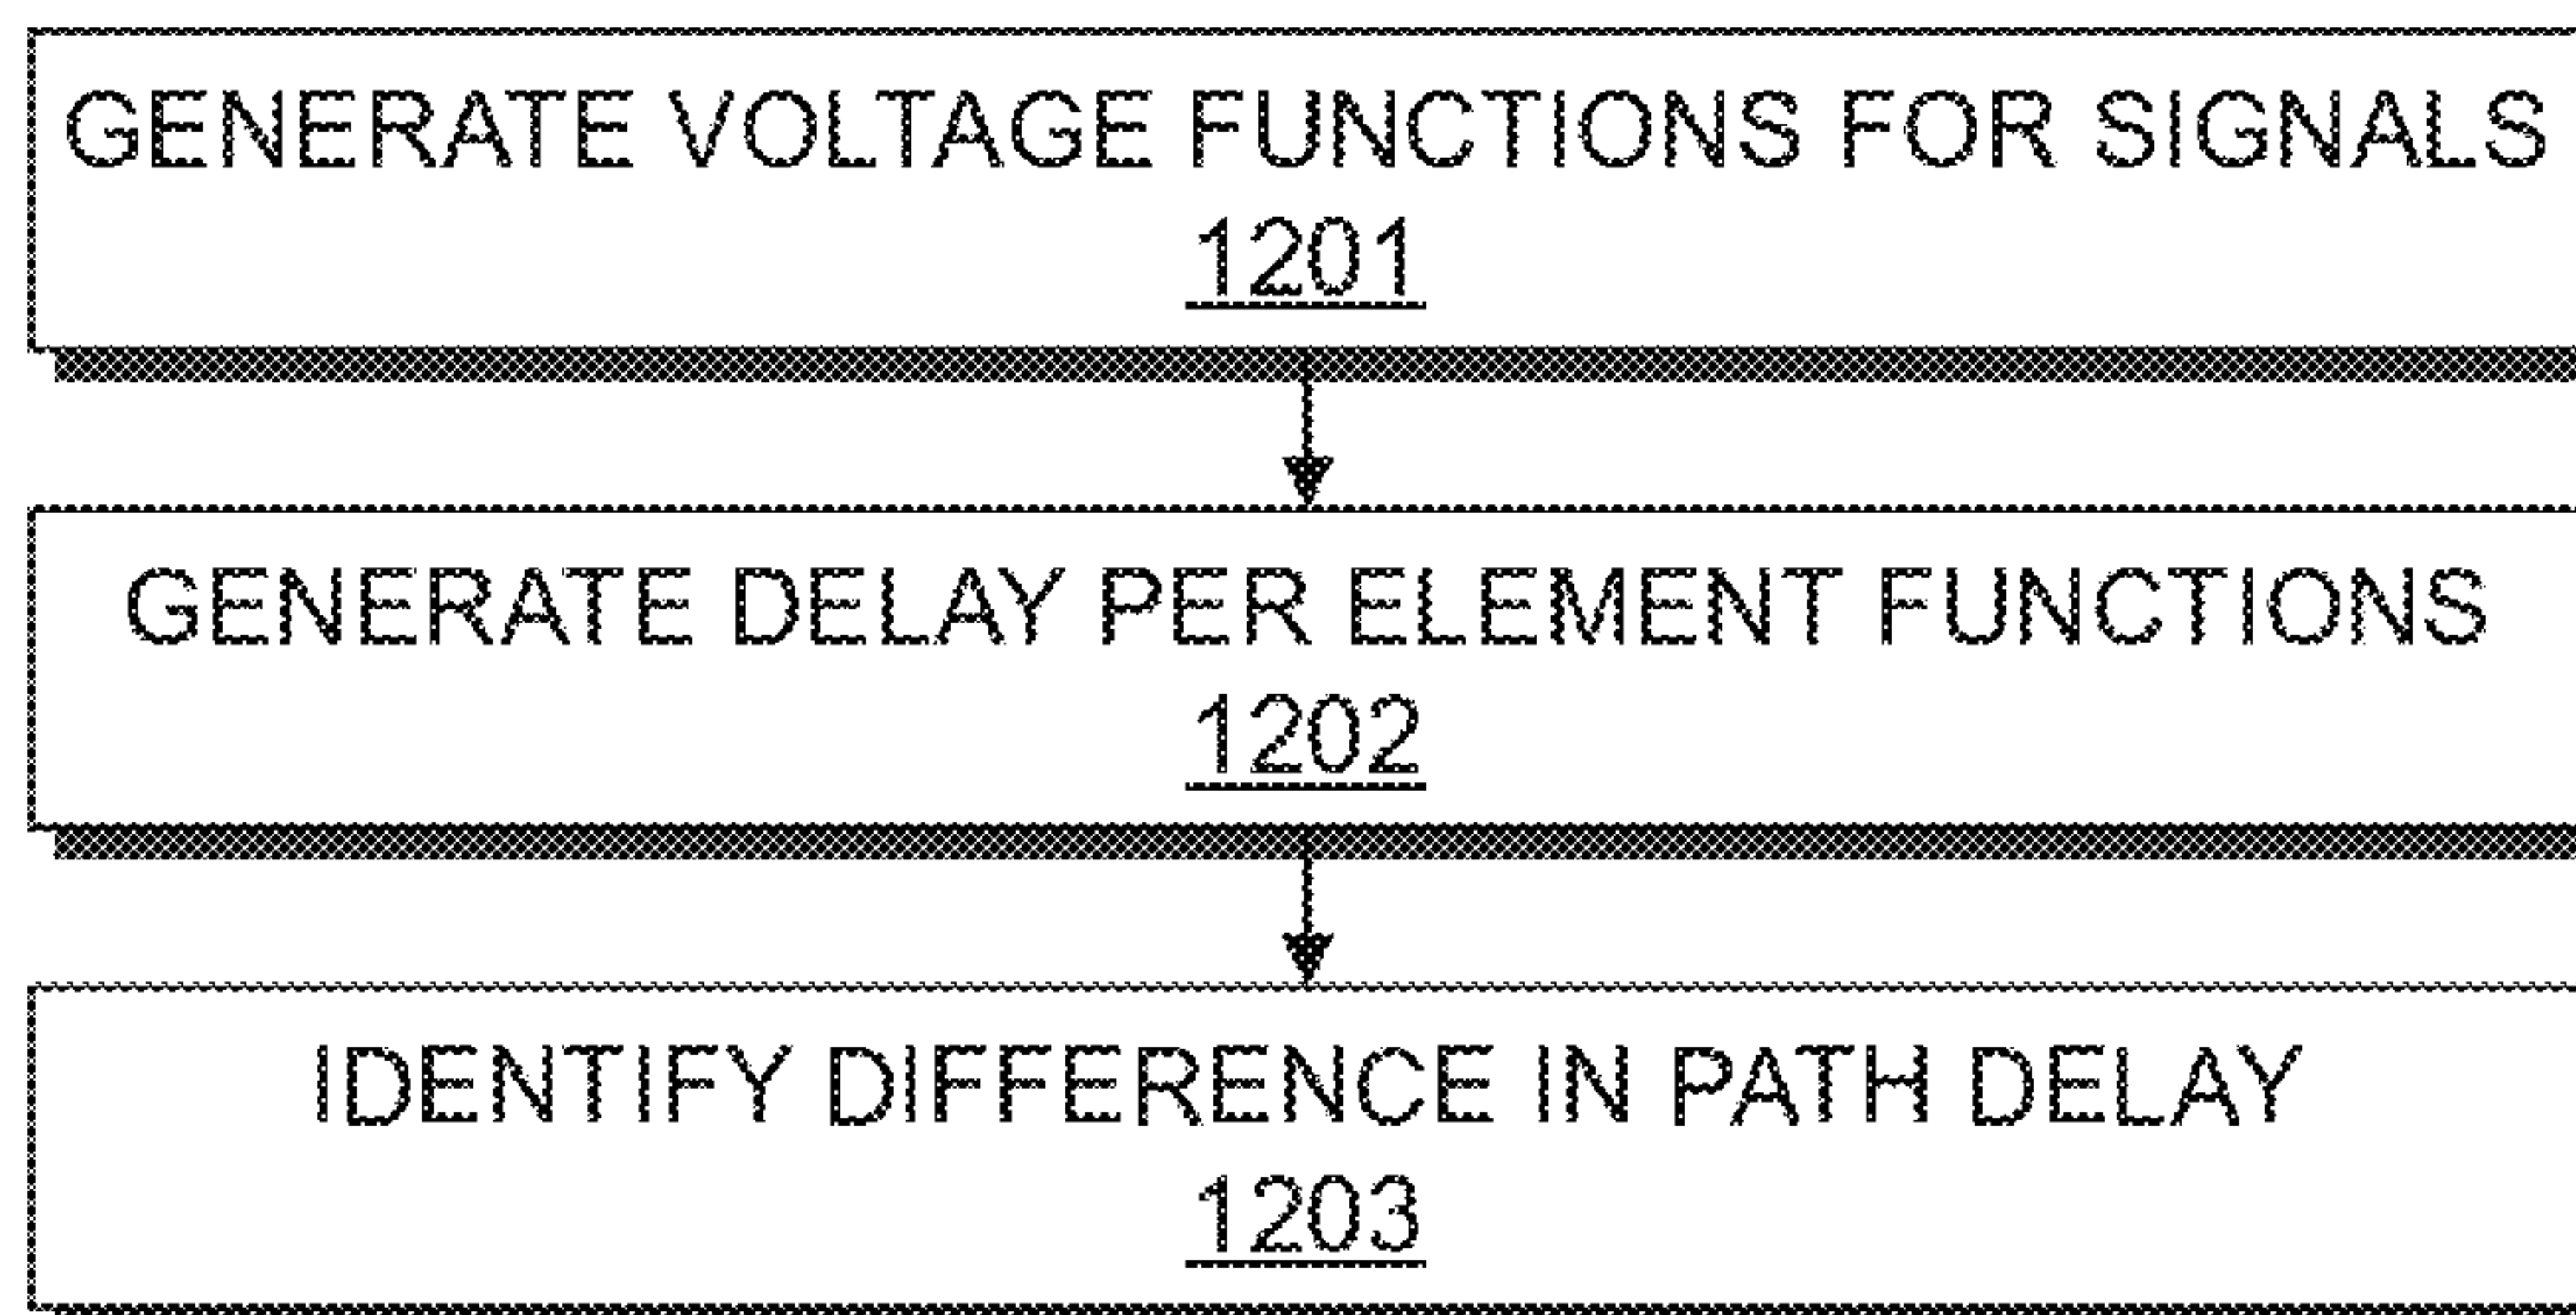 GENERATE VOLTAGE FUNCTIONS FOR SIGNALS
1201
GENERATE DELAY PER ELEMENT FUNCTIONS
1202
IDENTIFY DIFFERENCE IN PATH DELAY
1203